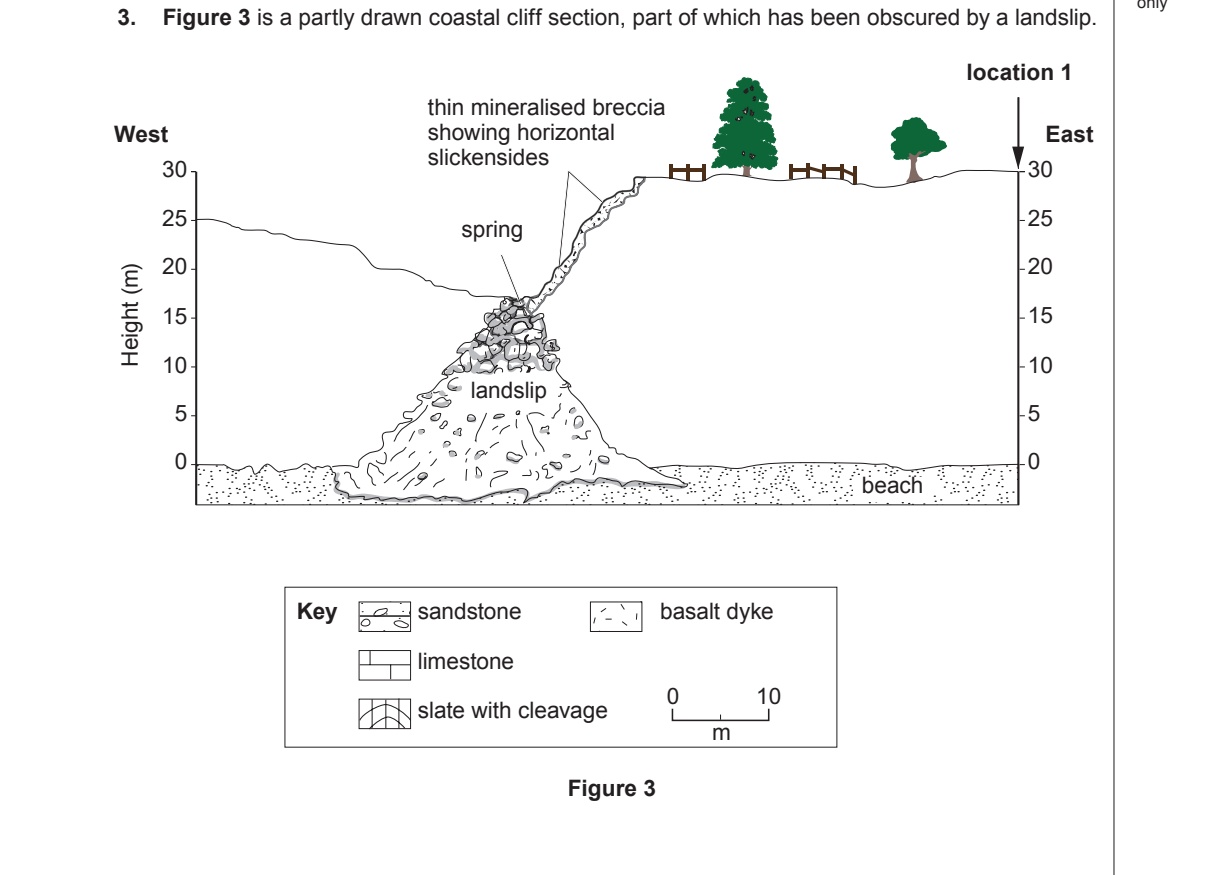 only
3. Figure 3 is a partly drawn coastal cliff section, part of which has been obscured by a landslip.
location 1
thin mineralised breccia
showing horizontal
slickensides
West
East
30
30
25
25
spring
20
20
Height (m)
15
15
10
10
landslip
5
5
0
0
beach
Key
sandstone
basalt dyke
limestone
slate with cleavage
0
10
m
Figure 3